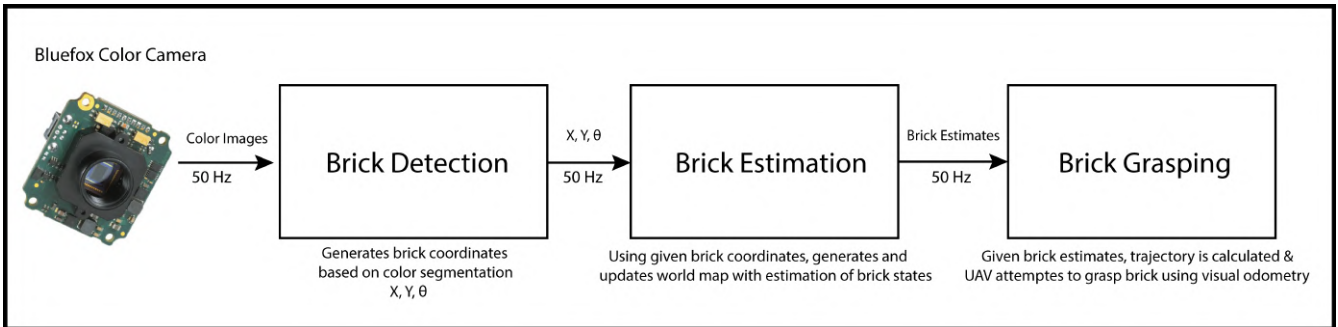 Bluefox Color Camera
Color Images
50 Hz
Brick Detection
Generates brick coordinates
based on color segmentation
X, Y, θ
X, Y, θ
50 Hz
Brick Estimation
Using given brick coordinates, generates and
updates world map with estimation of brick states
Brick Estimates
50 Hz
Brick Grasping
Given brick estimates, trajectory is calculated &
UAV attemptes to grasp brick using visual odometry